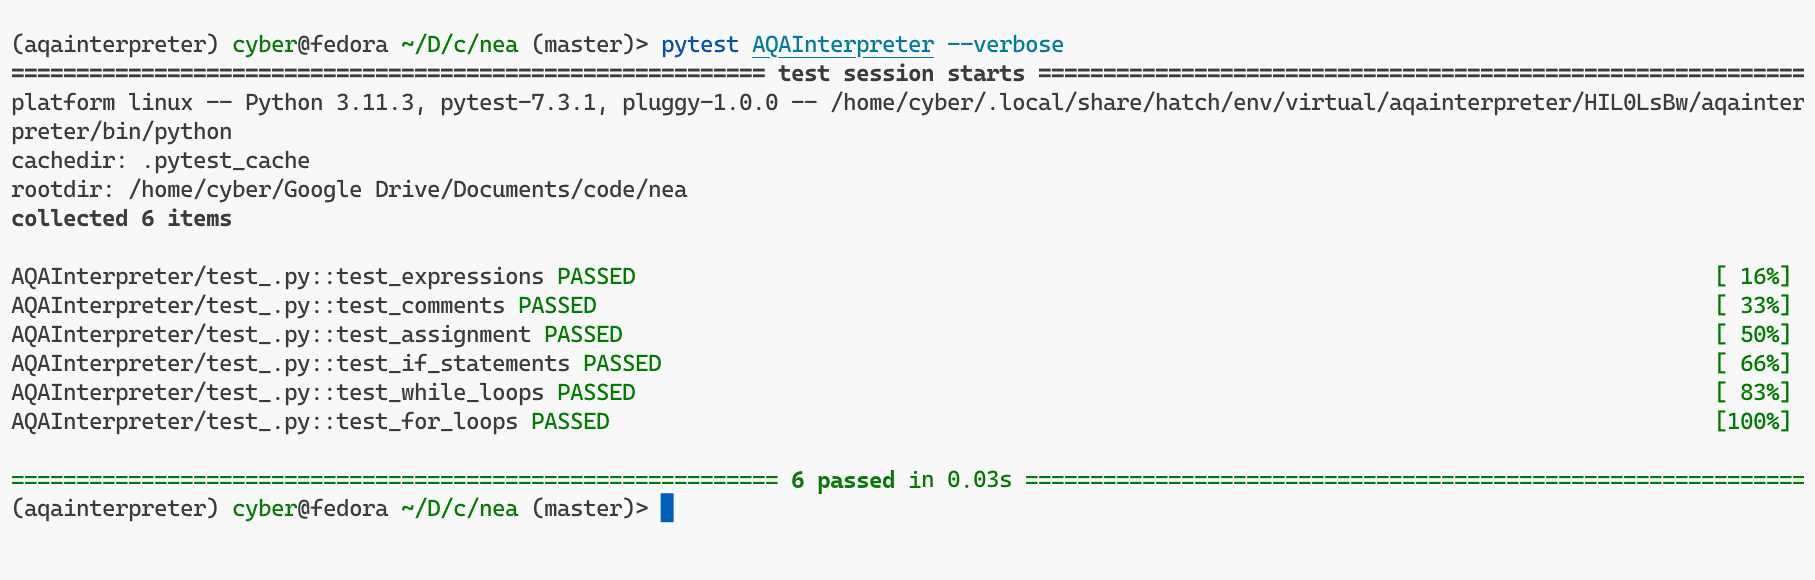 (aqainterpreter) cyber@fedora ~/D/c/nea (master)> pytest AQAInterpreter --verbose
========================================================== test session starts ===========================================================
platform linux -- Python 3.11.3, pytest-7.3.1, pluggy-1.0.0 -- /home/cyber/.local/share/hatch/env/virtual/aqainterpreter/HIL0LsBw/aqainter
preter/bin/python
cachedir: .pytest_cache
rootdir: /home/cyber/Google Drive/Documents/code/nea
collected 6 items
AQAInterpreter/test_.py::test_expressions PASSED [ 16%]
AQAInterpreter/test_.py::test_comments PASSED [ 33%]
AQAInterpreter/test_.py::test_assignment PASSED [ 50%]
AQAInterpreter/test_.py::test_if_statements PASSED [ 66%]
AQAInterpreter/test_.py::test_while_loops PASSED [ 83%]
AQAInterpreter/test_.py::test_for_loops PASSED [100%]
=========================================================== 6 passed in 0.03s ============================================================
(aqainterpreter) cyber@fedora ~/D/c/nea (master)>